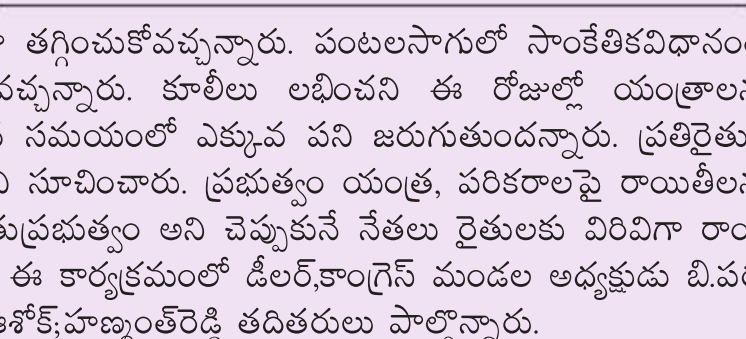 తగ్గించుకోవచ్చన్నారు. పంటలసాగులో సాంకేతికవిధానం
వచ్చన్నారు. కూలీలు లభించని ఈ రోజుల్లో యంత్రాల
సమయంలో ఎక్కువ పని జరుగుతుందన్నారు. ప్రతిరైతు
సూచించారు. ప్రభుత్వం యంత్ర, పరికరాలపై రాయితీల
తుప్రభుత్వం అని చెప్పుకునే నేతలు రైతులకు విరివిగా రా
ఈ కార్యక్రమంలో డీలర్,కాంగ్రెస్ మండల అధ్యక్షుడు బి.ప
శోక్;హణ్మంత్‌రెడ్డి తదితరులు పాల్గొన్నారు.